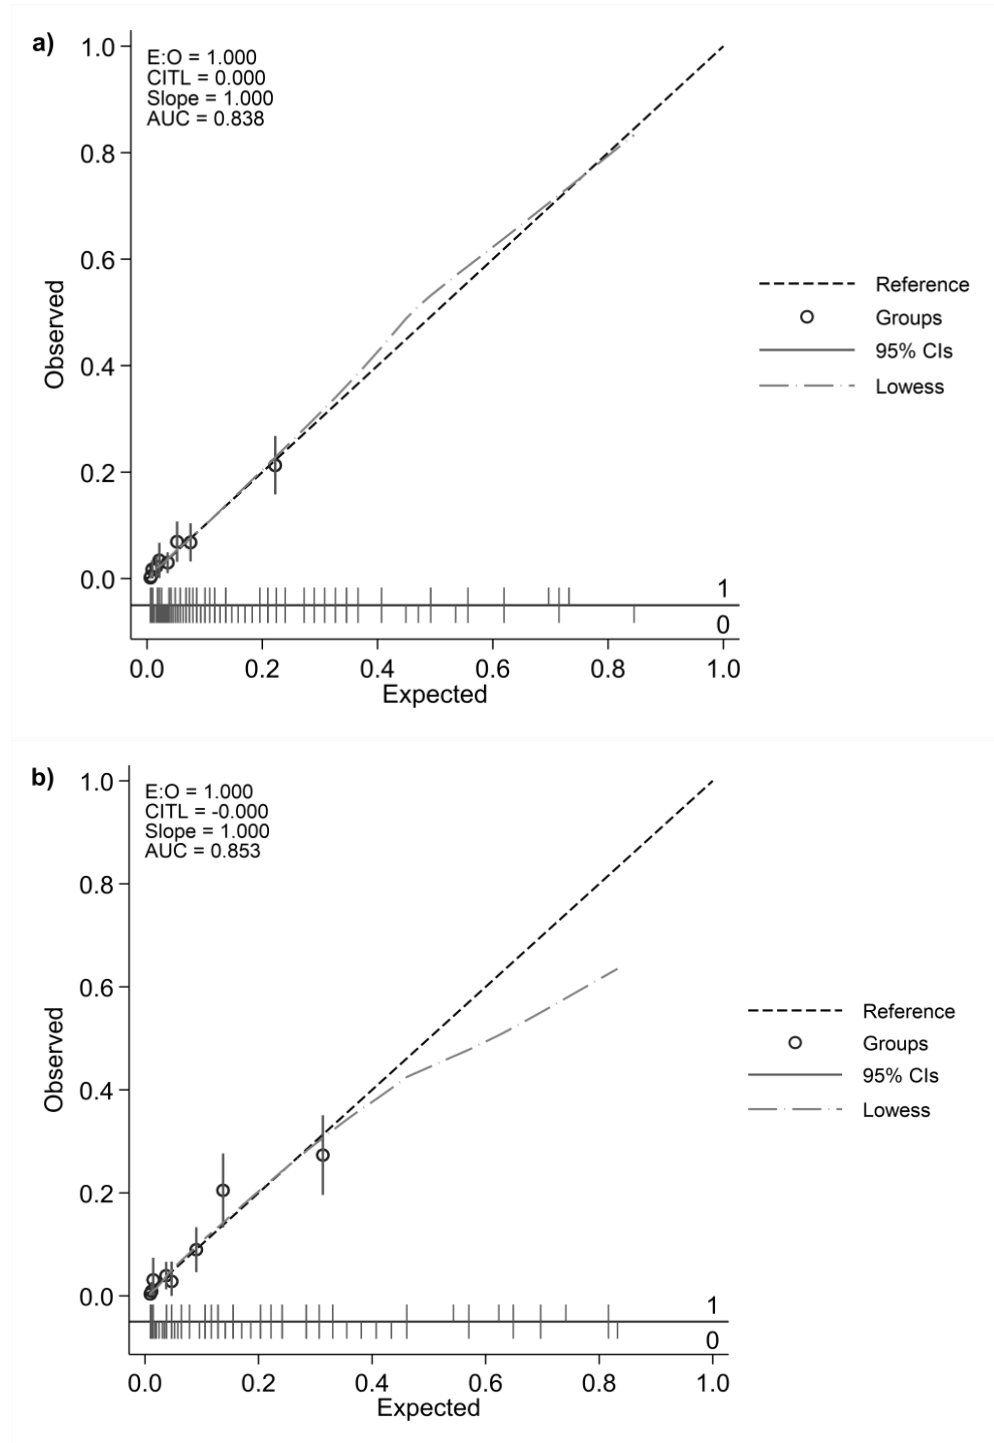 a)
E:O = 1.000
CITL = 0.000
Slope = 1.000
AUC = 0.838
1.0
0.8
0.6
0.4
0.2
0.0
Observed
Reference
Groups
95% CIs
Lowess
1
0
0.0 0.2 0.4 0.6 0.8 1.0
Expected
b)
E:O = 1.000
CITL = -0.000
Slope = 1.000
AUC = 0.853
1.0
0.8
0.6
0.4
0.2
0.0
Observed
Reference
Groups
95% CIs
Lowess
1
0
0.0 0.2 0.4 0.6 0.8 1.0
Expected